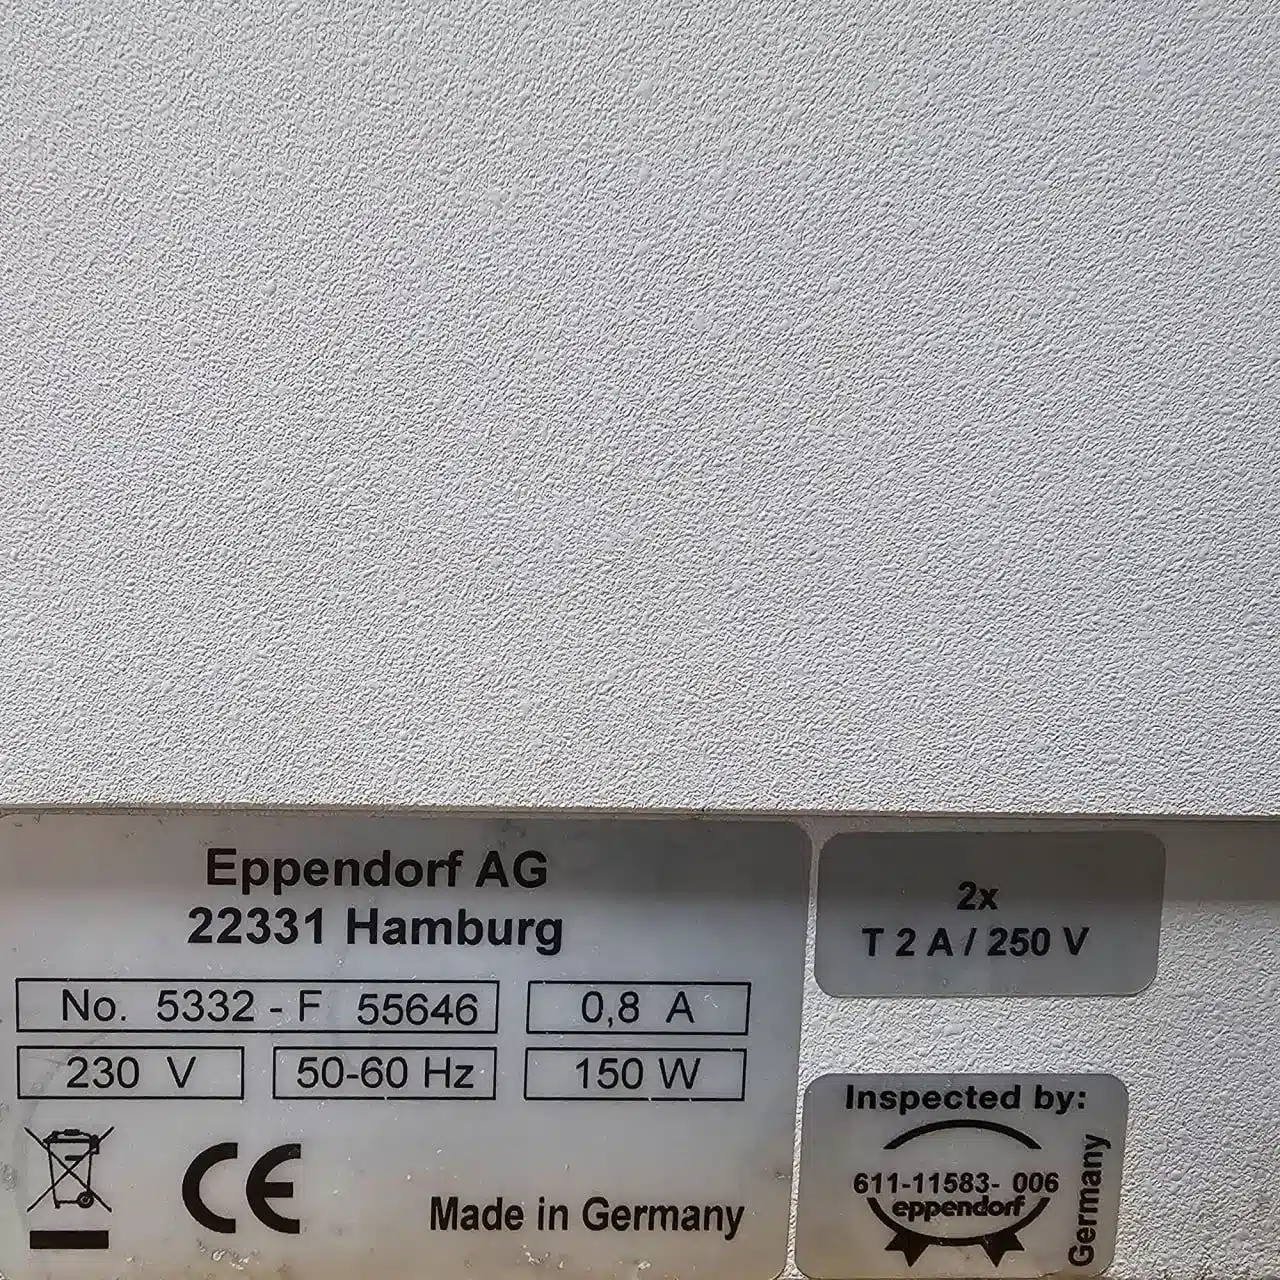 Eppendorf AG
22331 Hamburg
No. 5332 - F 55646
0,8 A
230 V
50-60 Hz
150 W
CE
Made in Germany
2x
T 2 A / 250 V
Inspected by:
611-11583- 006
eppendorf
Germany